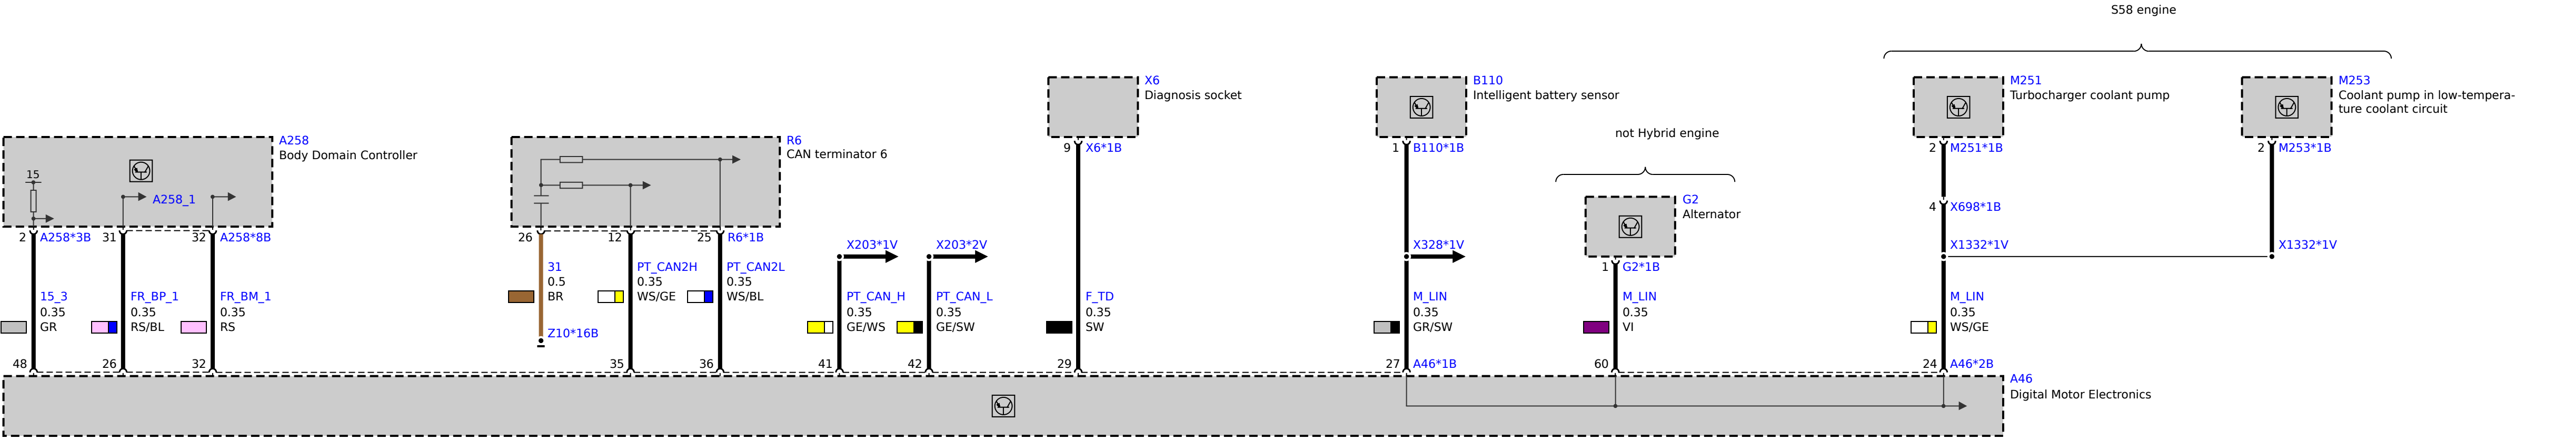 S58 engine
X6
Diagnosis socket
B110
Intelligent battery sensor
M251
Turbocharger coolant pump
M253
Coolant pump in low-tempera-
ture coolant circuit
not Hybrid engine
A258
Body Domain Controller
R6
CAN terminator 6
9 X6*1B
1 B110*1B
2 M251*1B
2 M253*1B
15
A258_1
G2
Alternator
4 X698*1B
2 A258*3B
31
32 A258*8B
26
12
25 R6*1B
X203*1V
X203*2V
X328*1V
X1332*1V
X1332*1V
1 G2*1B
31
0.5
BR
PT_CAN2H
0.35
WS/GE
PT_CAN2L
0.35
WS/BL
15_3
0.35
GR
FR_BP_1
0.35
RS/BL
FR_BM_1
0.35
RS
PT_CAN_H
0.35
GE/WS
PT_CAN_L
0.35
GE/SW
F_TD
0.35
SW
M_LIN
0.35
GR/SW
M_LIN
0.35
VI
M_LIN
0.35
WS/GE
Z10*16B
48
26
32
35
36
41
42
29
27 A46*1B
60
24 A46*2B
A46
Digital Motor Electronics